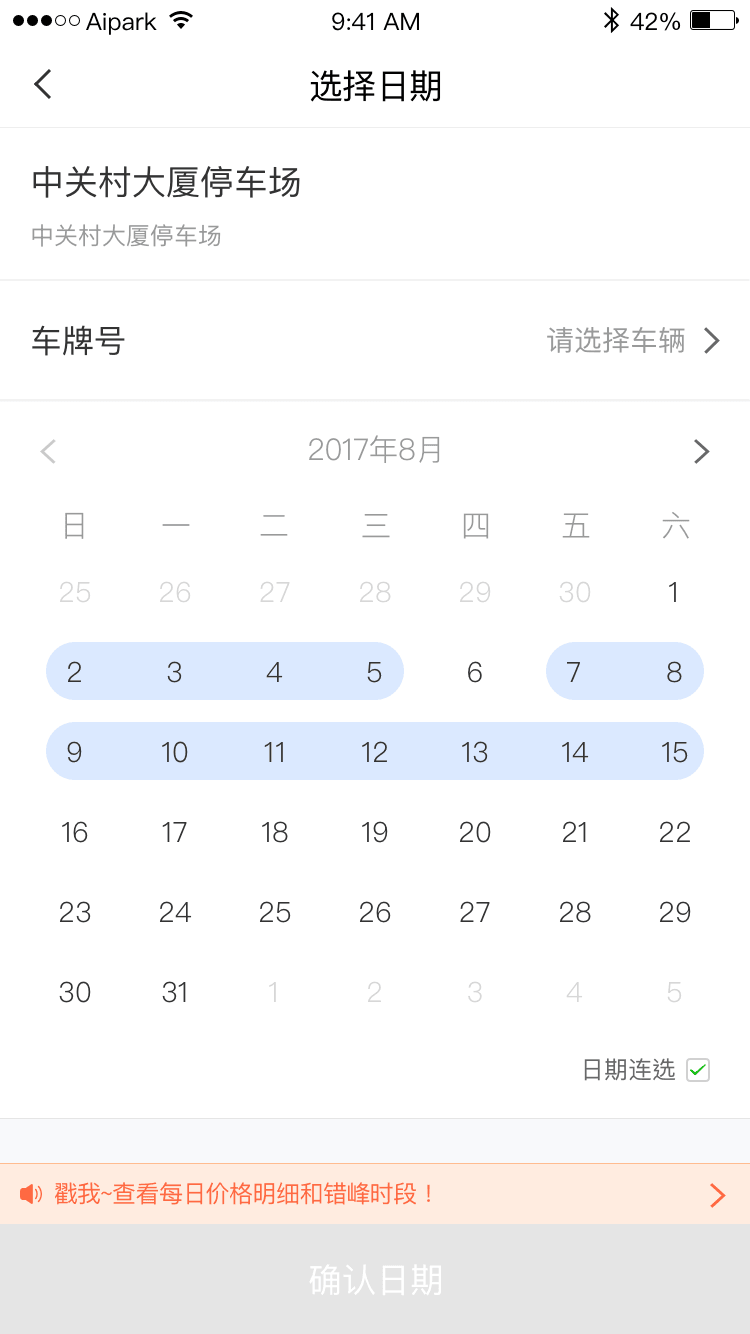 Aipark 9:41 AM 42%
选择日期
中关村大厦停车场
中关村大厦停车场
车牌号 请选择车辆
2017年8月
日 一 二 三 四 五 六
25 26 27 28 29 30 1
2 3 4 5 6 7 8
9 10 11 12 13 14 15
16 17 18 19 20 21 22
23 24 25 26 27 28 29
30 31 1 2 3 4 5
日期连选
戳我~查看每日价格明细和错峰时段！
确认日期